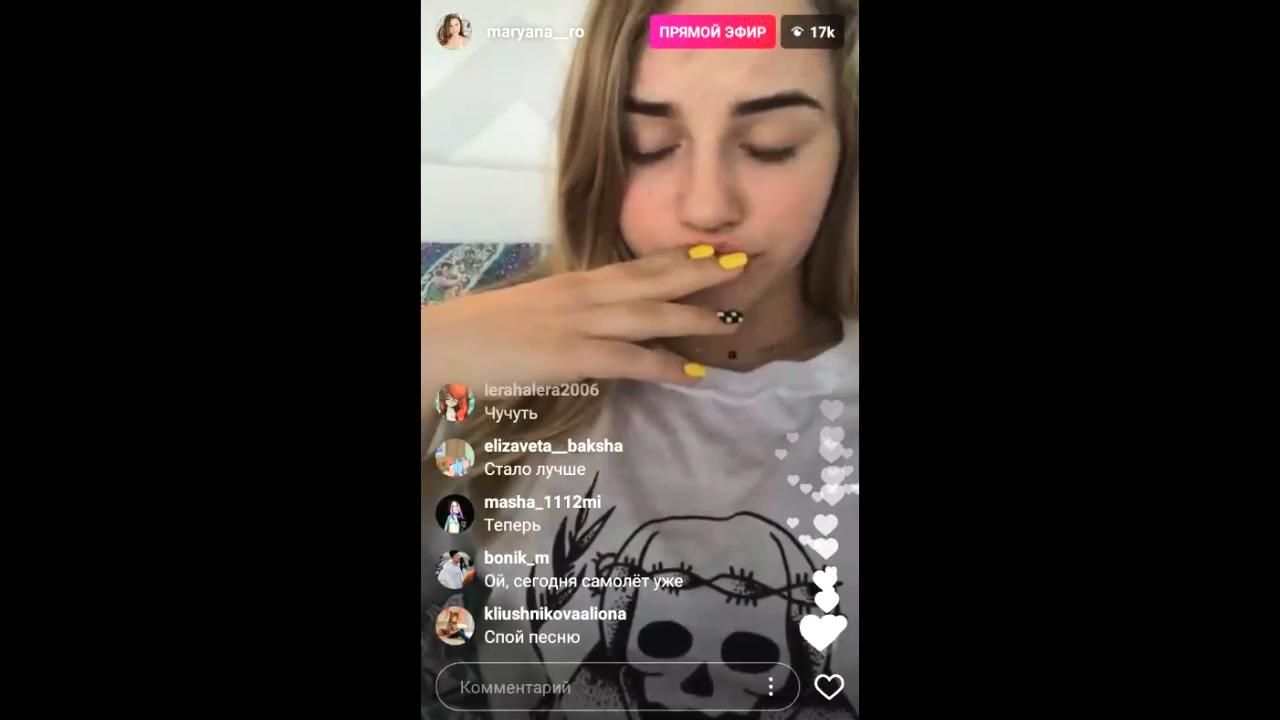 maryana__ro
ПРЯМОЙ ЭФИР
17k
lerahalera2006
Чучуть
elizaveta__baksha
Стало лучше
masha_1112mi
Теперь
bonik_m
Ой, сегодня самолёт уже
kliushnikovaaliona
Спой песню
Комментарий